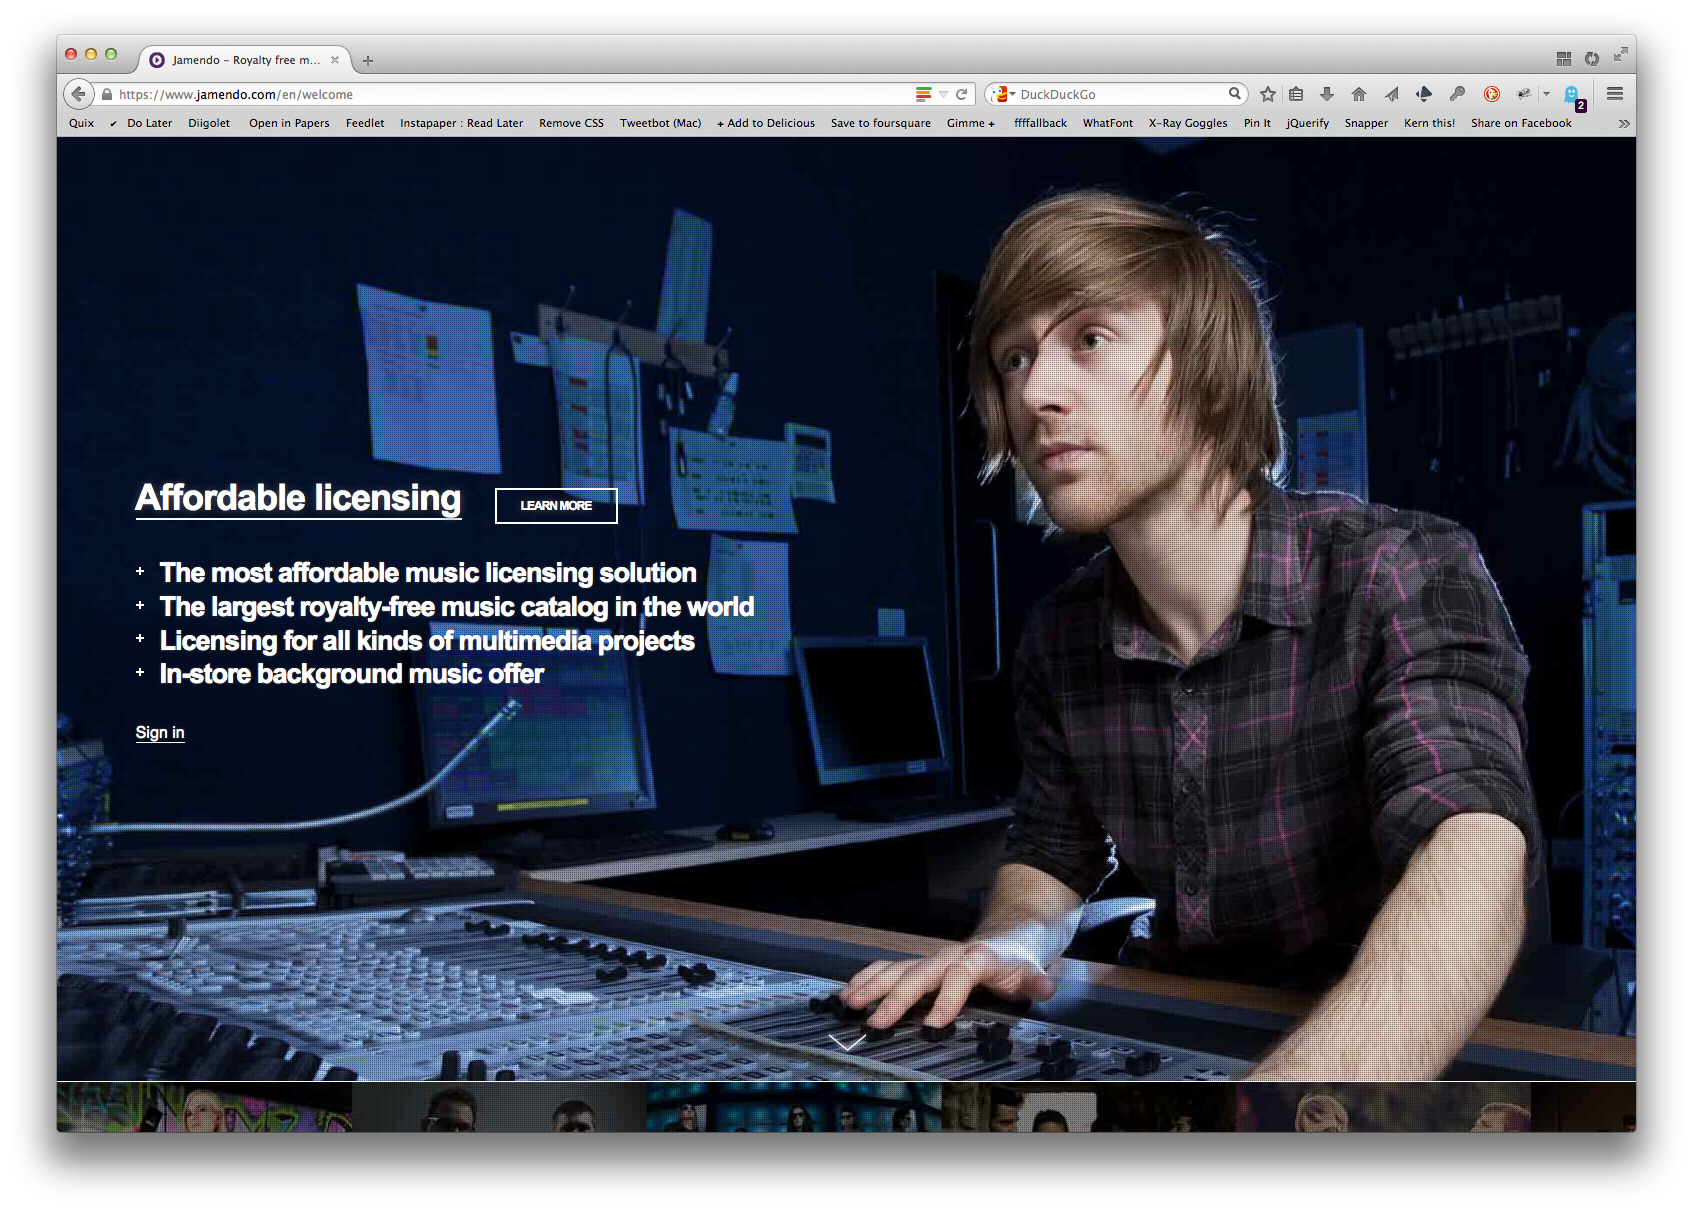 Jamendo - Royalty free m...
https://www.jamendo.com/en/welcome
DuckDuckGo
2
Quix ✔ Do Later Diigolet Open in Papers Feedlet Instapaper : Read Later Remove CSS Tweetbot (Mac) + Add to Delicious Save to foursquare Gimme + ffffallback WhatFont X-Ray Goggles Pin It jQuerify Snapper Kern this! Share on Facebook
Affordable licensing
LEARN MORE
+ The most affordable music licensing solution
+ The largest royalty-free music catalog in the world
+ Licensing for all kinds of multimedia projects
+ In-store background music offer
Sign in